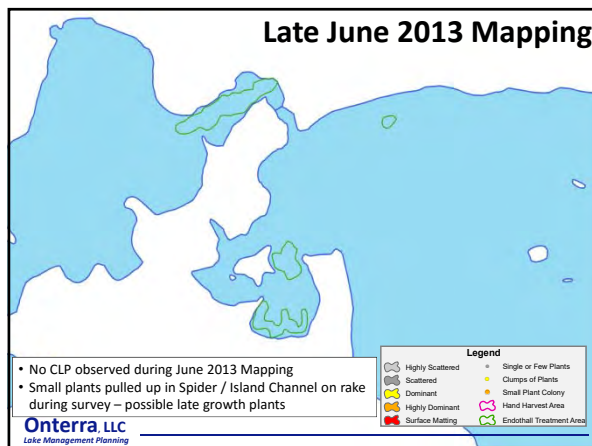 Late June 2013 Mapping
• No CLP observed during June 2013 Mapping
• Small plants pulled up in Spider / Island Channel on rake
during survey – possible late growth plants
Legend
Highly Scattered
Scattered
Dominant
Highly Dominant
Surface Matting
Single or Few Plants
Clumps of Plants
Small Plant Colony
Hand Harvest Area
Endothall Treatment Area
Onterra, LLC
Lake Management Planning